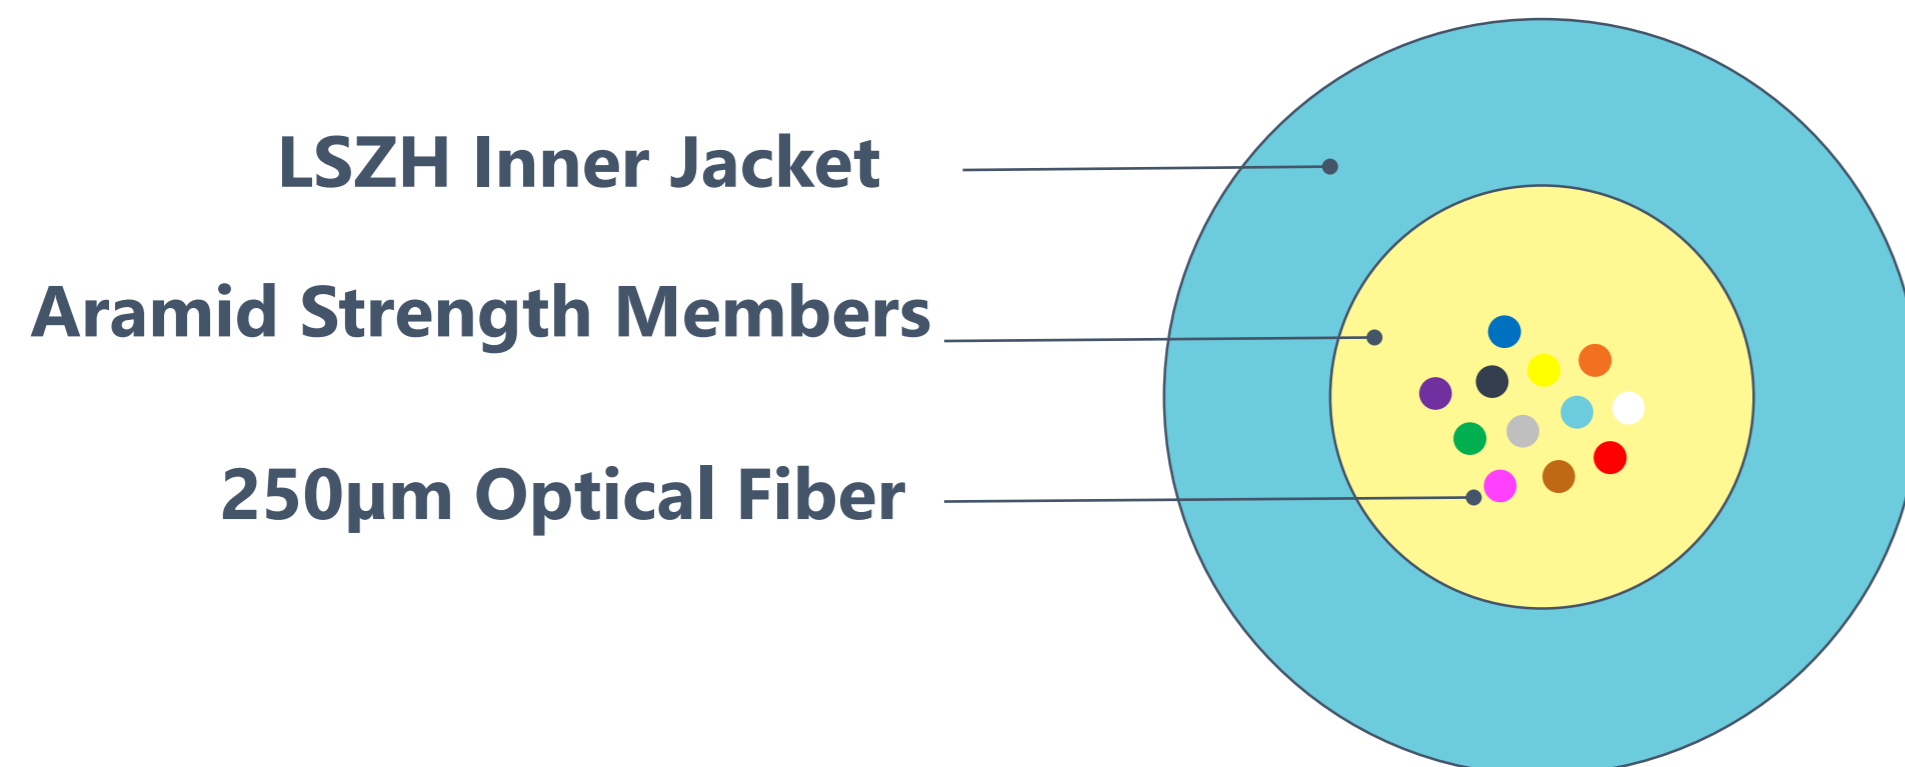 LSZH Inner Jacket
Aramid Strength Members
250μm Optical Fiber